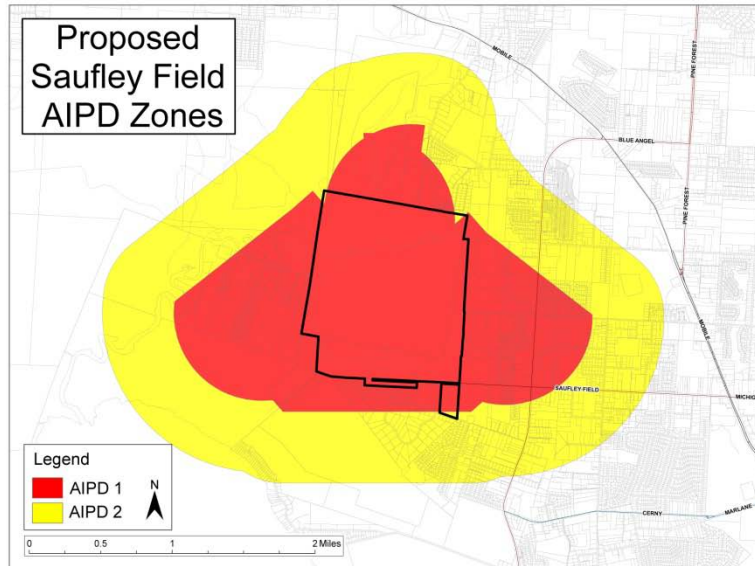 Proposed
Saufley Field
AIPD Zones
MOBILE
PINE FOREST
BLUE ANGEL
PINE FOREST
MOBILE
SAUFLEY FIELD
MICHIG
CERNY
MARLANE
Legend
AIPD 1
AIPD 2
N
0 0.5 1 2 Miles